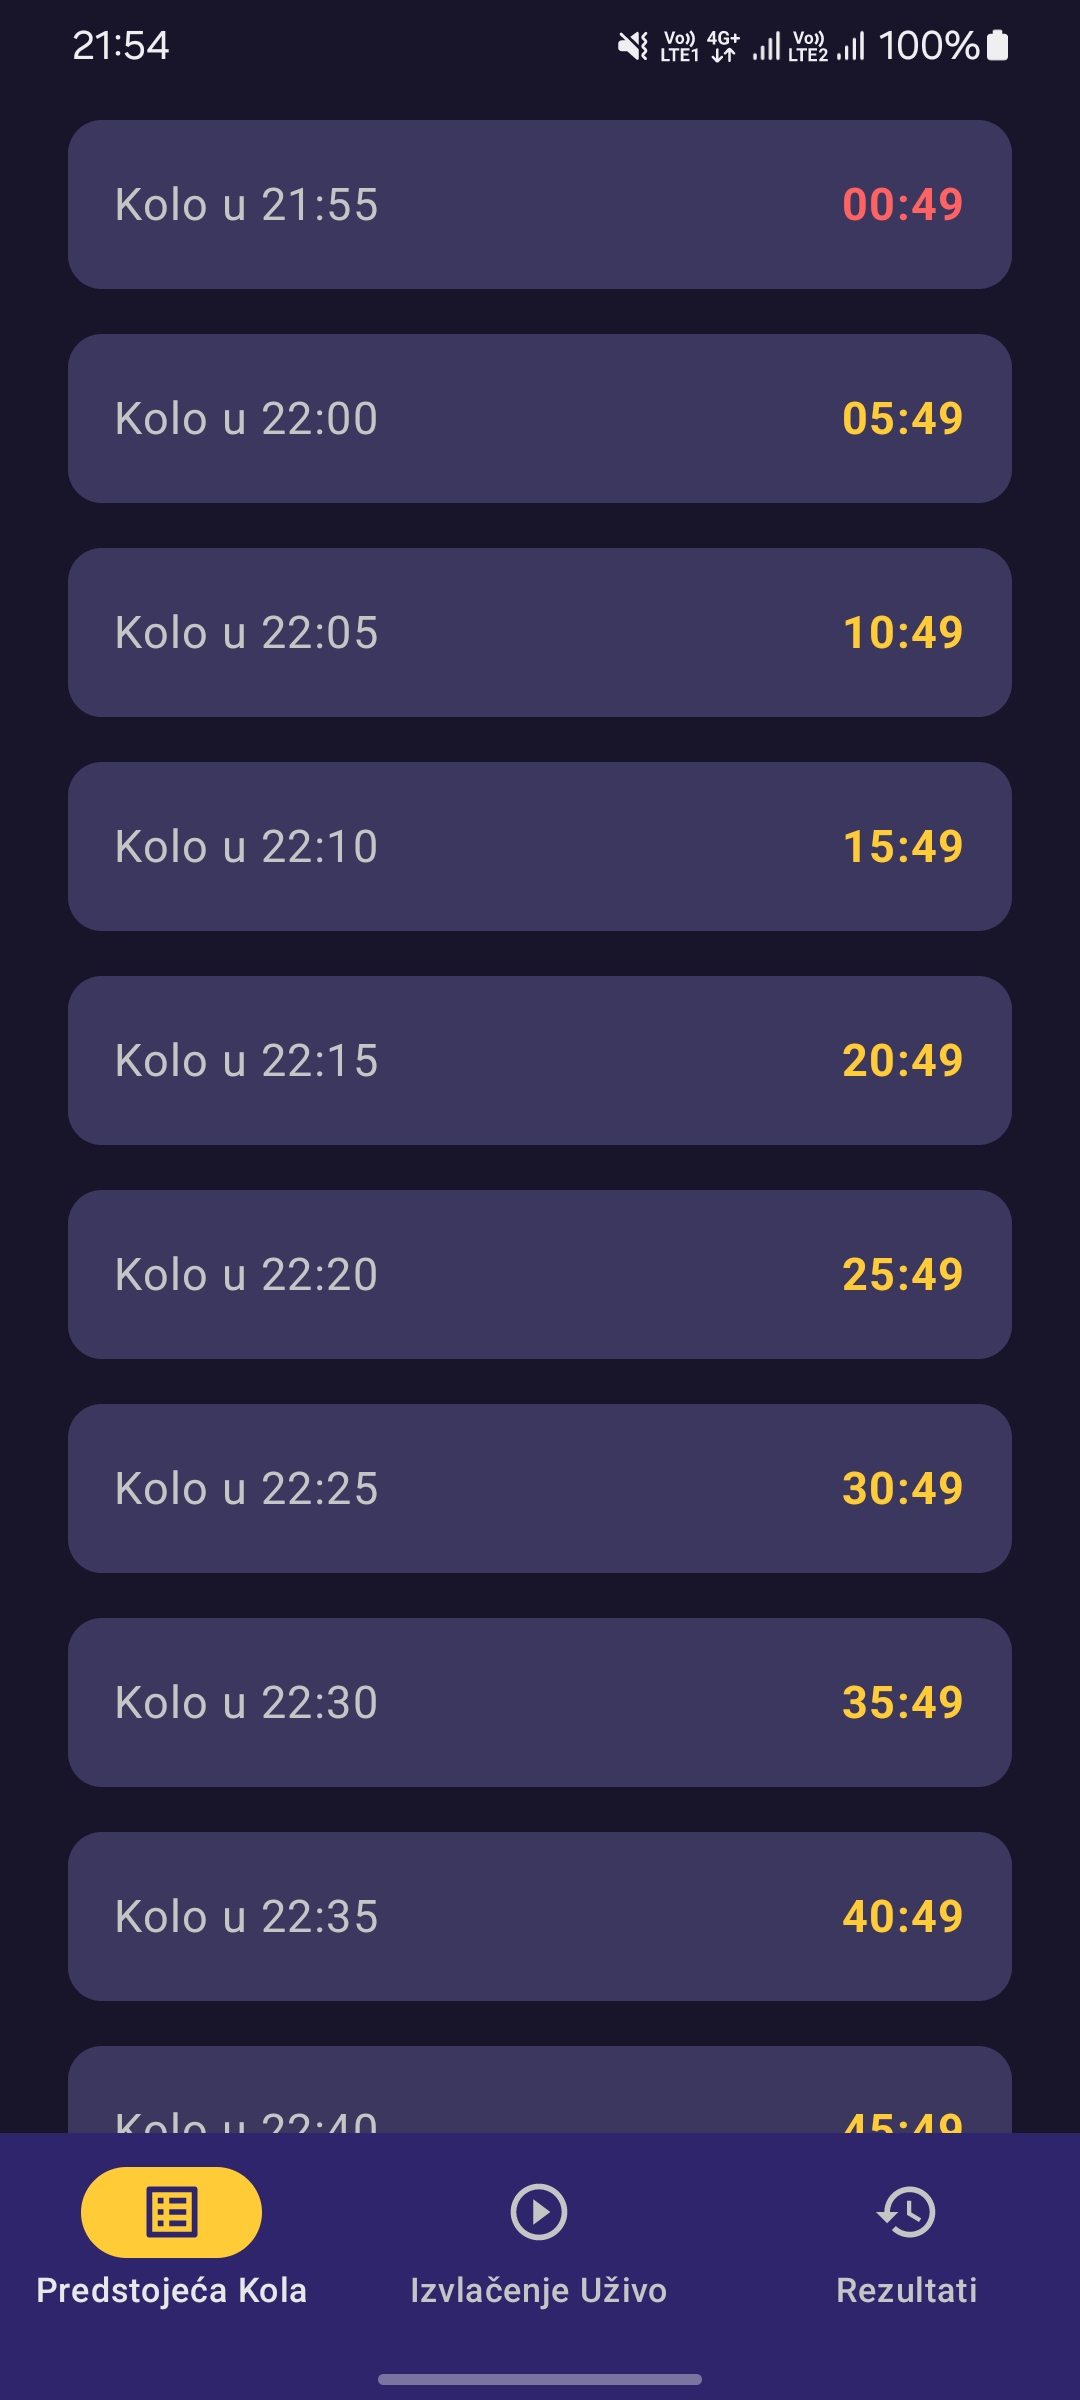 21:54
Vo)) LTE1 4G+ Vo)) LTE2 100%
Kolo u 21:55 00:49
Kolo u 22:00 05:49
Kolo u 22:05 10:49
Kolo u 22:10 15:49
Kolo u 22:15 20:49
Kolo u 22:20 25:49
Kolo u 22:25 30:49
Kolo u 22:30 35:49
Kolo u 22:35 40:49
Kolo u 22:40 45:49
Predstojeća Kola Izvlačenje Uživo Rezultati